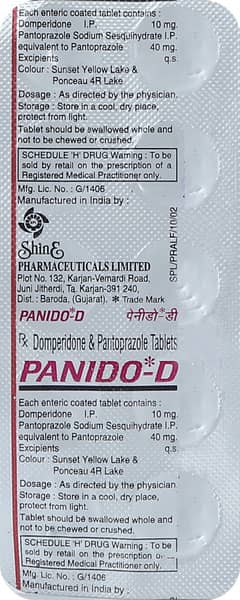 Each enteric coated tablet contains :
Domperidone I.P. 10 mg.
Pantoprazole Sodium Sesquihydrate I.P.
equivalent to Pantoprazole 40 mg.
Excipients q.s.
Colour : Sunset Yellow Lake &
Ponceau 4R Lake
Dosage : As directed by the physician.
Storage : Store in a cool, dry place,
protect from light.
Tablet should be swallowed whole and
not to be chewed or crushed.
SCHEDULE 'H' DRUG Warning : To be
sold by retail on the prescription of a
Registered Medical Practitioner only.
Mfg. Lic. No. : G/1406
Manufactured in India by :
ShinE
PHARMACEUTICALS LIMITED
Plot No. 132, Karjan-Vemardi Road,
Juni Jitherdi, Ta. Karjan-391 240,
Dist. : Baroda, (Gujarat). * Trade Mark
SPL/PRALF/10/02
PANIDO*D पेनीडो*डी
Rx Domperidone & Pantoprazole Tablets
PANIDO*-D
Each enteric coated tablet contains :
Domperidone I.P. 10 mg.
Pantoprazole Sodium Sesquihydrate I.P.
equivalent to Pantoprazole 40 mg.
Excipients q.s.
Colour : Sunset Yellow Lake &
Ponceau 4R Lake
Dosage : As directed by the physician.
Storage : Store in a cool, dry place,
protect from light.
Tablet should be swallowed whole and
not to be chewed or crushed.
SCHEDULE 'H' DRUG Warning : To be
sold by retail on the prescription of a
Registered Medical Practitioner only.
Mfg. Lic. No. : G/1406
Manufactured in India by :